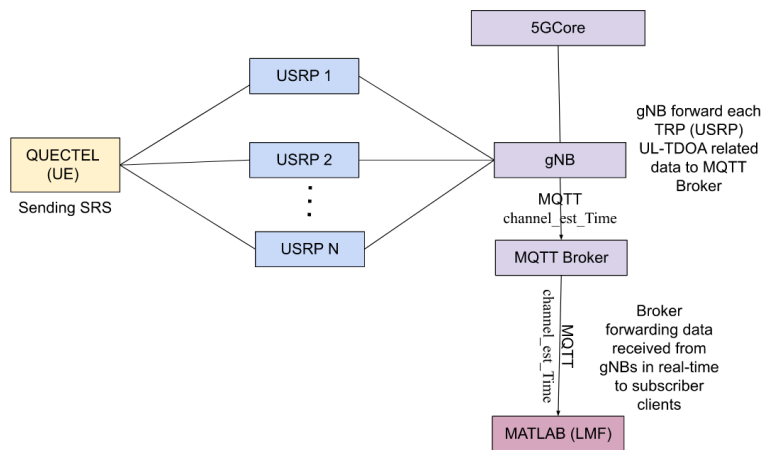 5GCore
USRP 1
gNB forward each
TRP (USRP)
UL-TDOA related
data to MQTT
Broker
QUECTEL
(UE)
USRP 2
gNB
Sending SRS
MQTT
channel_est_Time
USRP N
MQTT Broker
MQTT
channel_est_Time
Broker
forwarding data
received from
gNBs in real-time
to subscriber
clients
MATLAB (LMF)